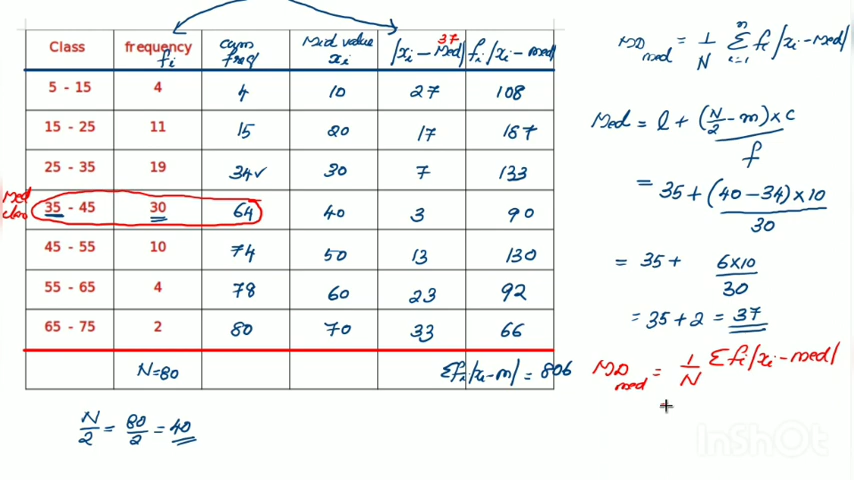 Class frequency fi cum freq Mid value xi |xi – Med| 37 fi |xi – med|
5 - 15 4 4 10 27 108
15 - 25 11 15 20 17 187
25 - 35 19 34✓ 30 7 133
Med class 35 - 45 30 64 40 3 90
45 - 55 10 74 50 13 130
55 - 65 4 78 60 23 92
65 - 75 2 80 70 33 66
N=80 Σfi |xi – m| = 806
N/2 = 80/2 = 40
MD med = 1/N Σ i=1 n fi |xi – Med|
Med = l + (N/2 – m) × c / f
= 35 + (40 – 34) × 10 / 30
= 35 + 6×10 / 30
= 35 + 2 = 37
MD med = 1/N Σ fi |xi – med|
InShOt